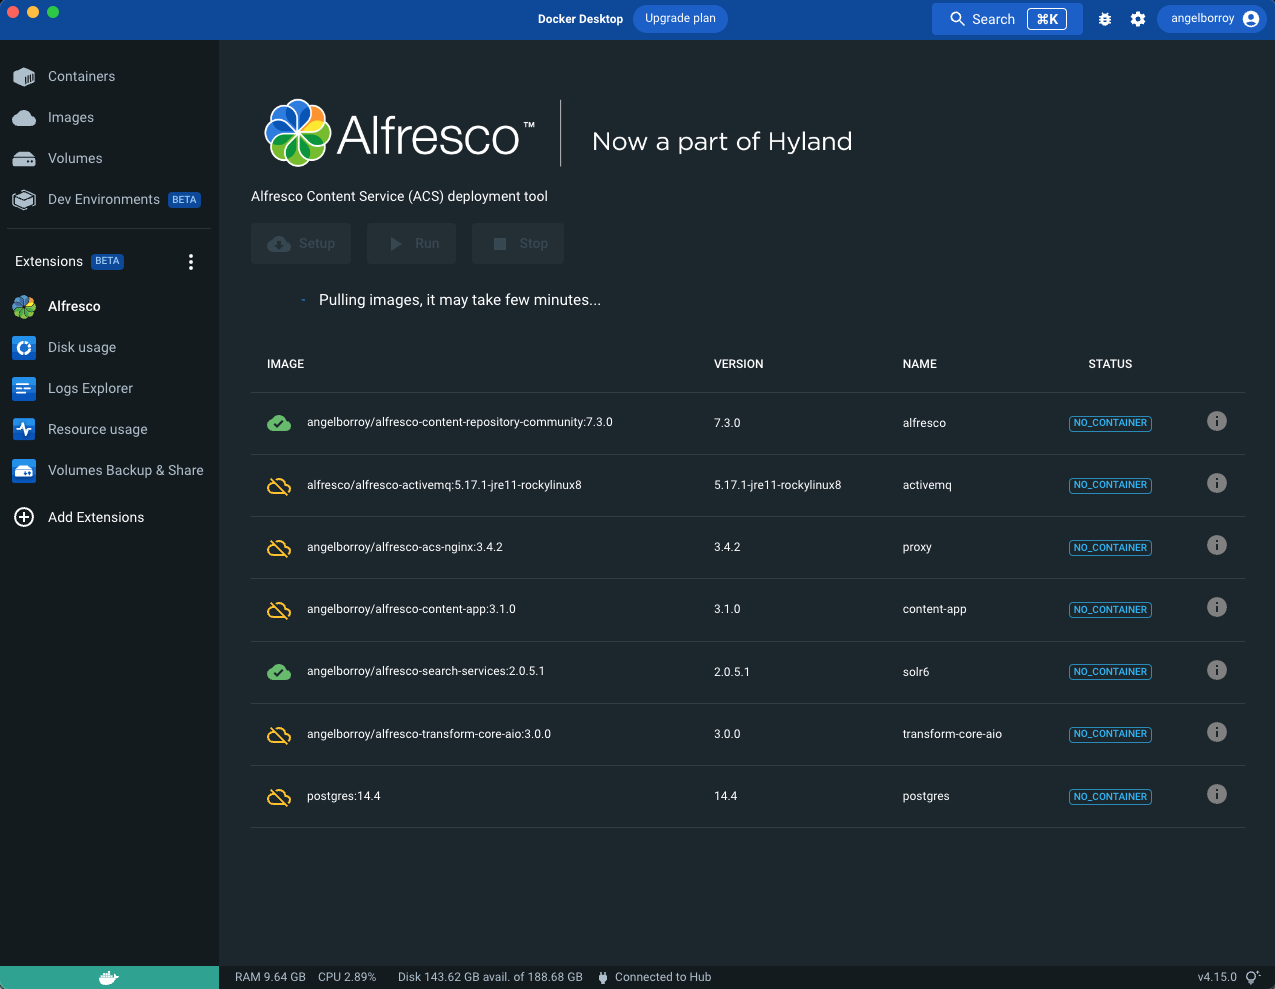 Docker Desktop
Upgrade plan
Search ⌘K
angelborroy
Containers
Images
Volumes
Dev Environments BETA
Extensions BETA
Alfresco
Disk usage
Logs Explorer
Resource usage
Volumes Backup & Share
Add Extensions
Alfresco™
Now a part of Hyland
Alfresco Content Service (ACS) deployment tool
Setup Run Stop
Pulling images, it may take few minutes...
IMAGE VERSION NAME STATUS
angelborroy/alfresco-content-repository-community:7.3.0 7.3.0 alfresco NO_CONTAINER
alfresco/alfresco-activemq:5.17.1-jre11-rockylinux8 5.17.1-jre11-rockylinux8 activemq NO_CONTAINER
angelborroy/alfresco-acs-nginx:3.4.2 3.4.2 proxy NO_CONTAINER
angelborroy/alfresco-content-app:3.1.0 3.1.0 content-app NO_CONTAINER
angelborroy/alfresco-search-services:2.0.5.1 2.0.5.1 solr6 NO_CONTAINER
angelborroy/alfresco-transform-core-aio:3.0.0 3.0.0 transform-core-aio NO_CONTAINER
postgres:14.4 14.4 postgres NO_CONTAINER
RAM 9.64 GB CPU 2.89% Disk 143.62 GB avail. of 188.68 GB Connected to Hub v4.15.0